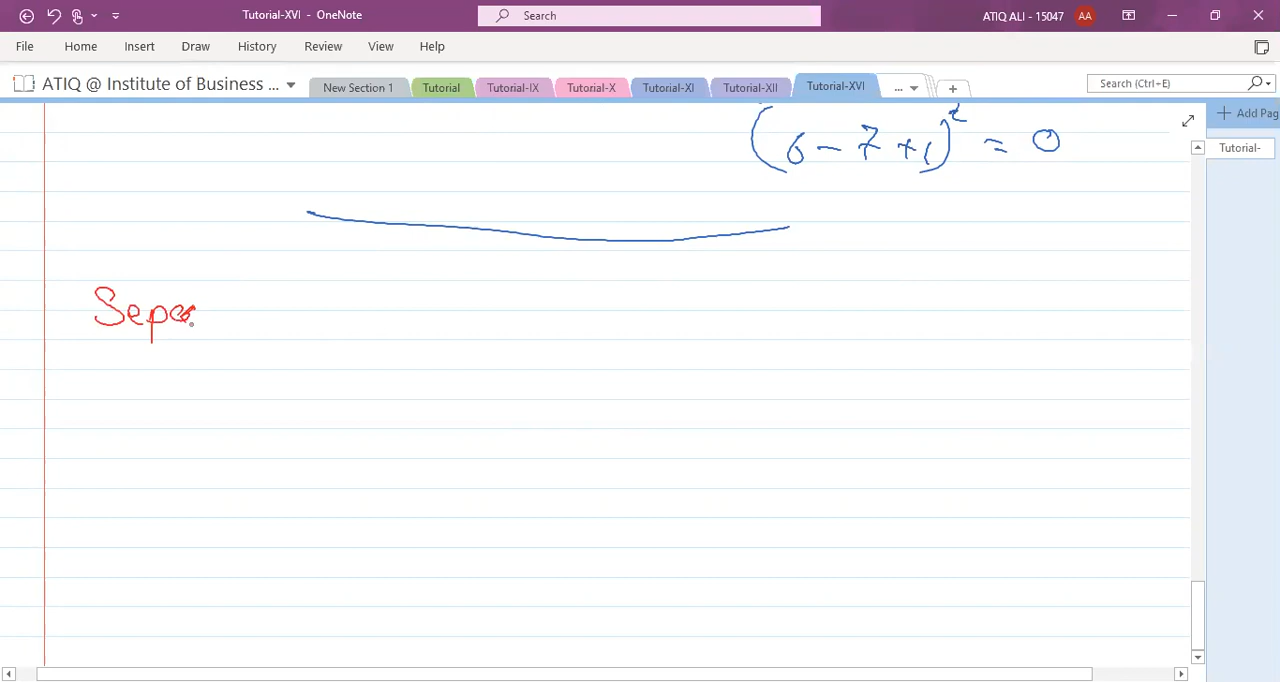 Tutorial-XVI - OneNote
Search
ATIQ ALI - 15047
AA
File Home Insert Draw History Review View Help
ATIQ @ Institute of Business ...
New Section 1
Tutorial
Tutorial-IX
Tutorial-X
Tutorial-XI
Tutorial-XII
Tutorial-XVI
...
+
Search (Ctrl+E)
+ Add Pag
Tutorial-
(6 - 7 + 1)² = 0
Sepa